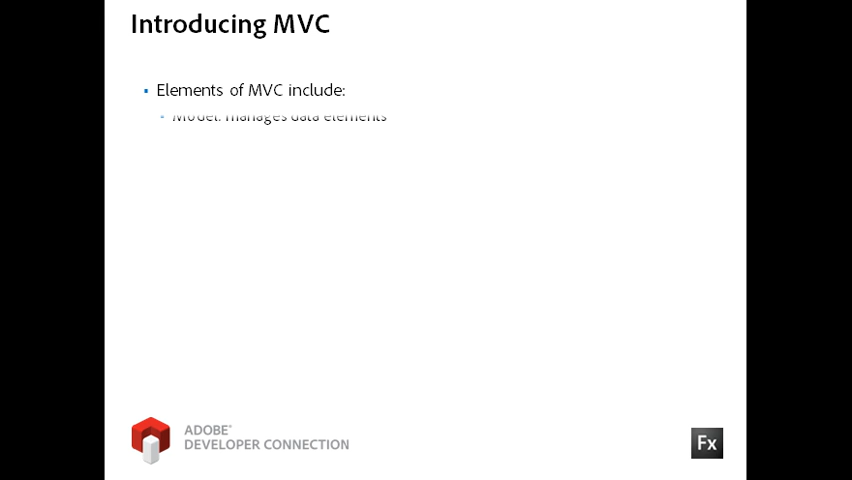 Introducing MVC
Elements of MVC include:
Model: manages data elements
ADOBE®
DEVELOPER CONNECTION
Fx